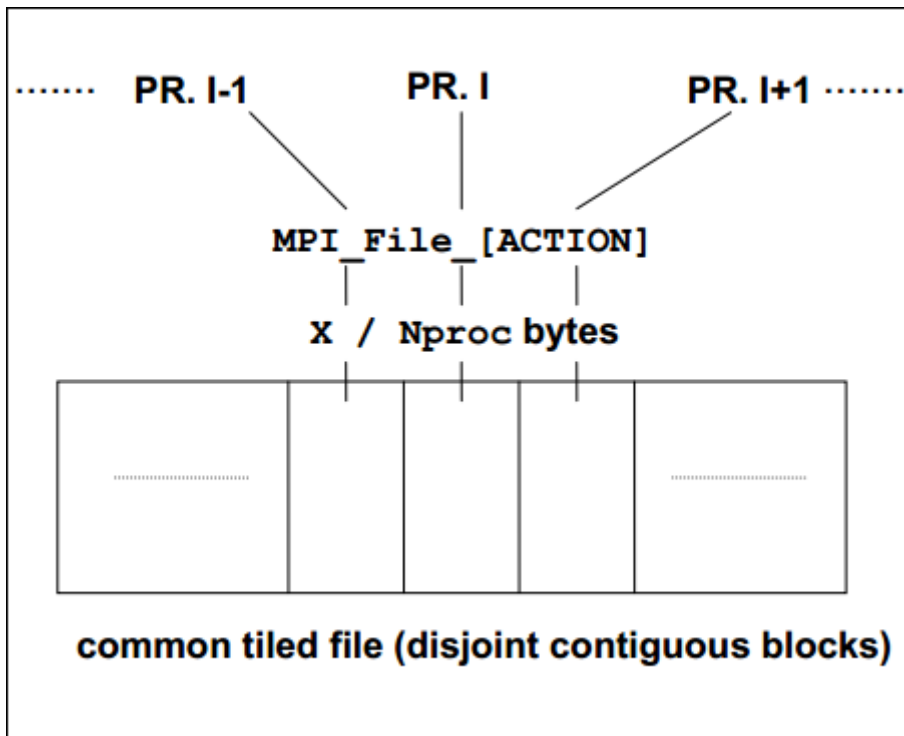 ....... PR. I-1 PR. I PR. I+1 .......
MPI_File_[ACTION]
X / Nproc bytes
common tiled file (disjoint contiguous blocks)